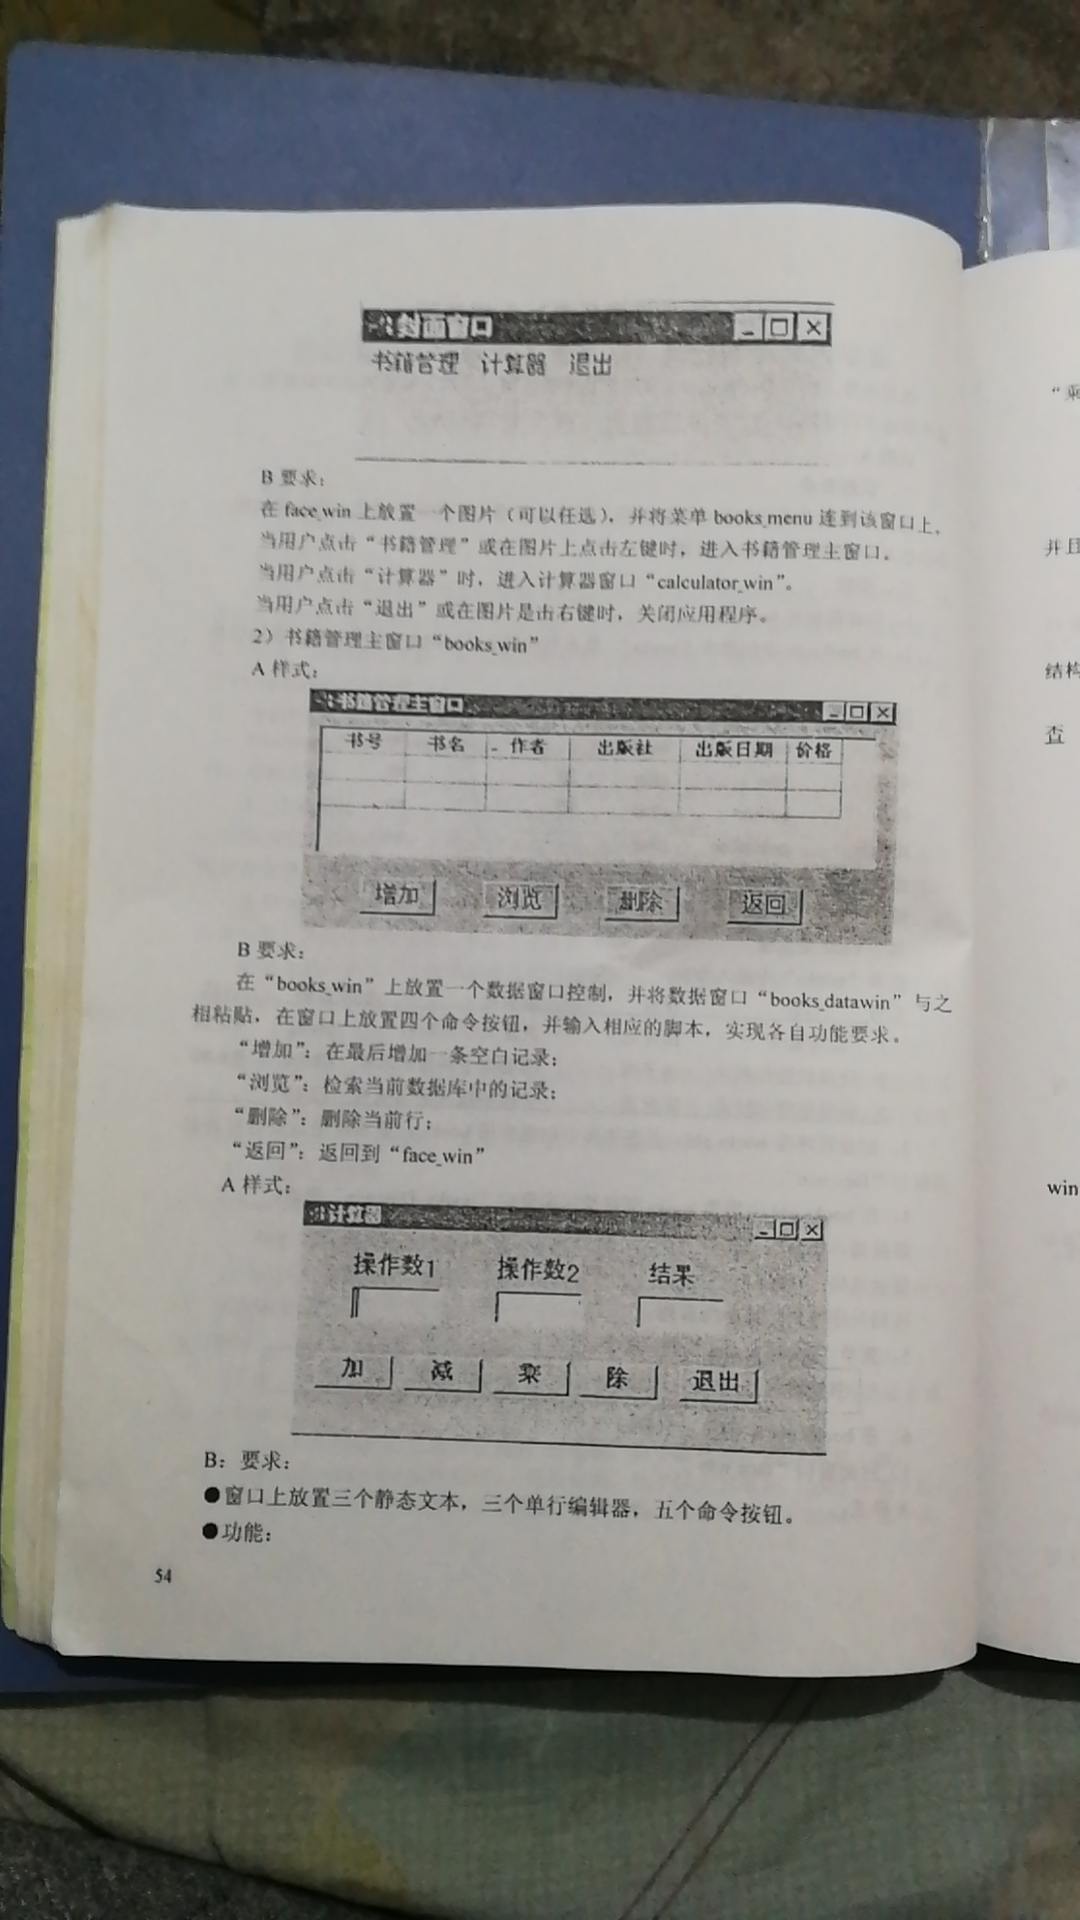 封面窗口
书籍管理 计算器 退出
B 要求：
在 face_win 上放置一个图片（可以任选），并将菜单 books_menu 连到该窗口上。
当用户点击“书籍管理”或在图片上点击左键时，进入书籍管理主窗口。
当用户点击“计算器”时，进入计算器窗口“calculator_win”。
当用户点击“退出”或在图片是击右键时，关闭应用程序。
2）书籍管理主窗口“books_win”
A 样式：
书籍管理主窗口
书号 书名 作者 出版社 出版日期 价格
增加 浏览 删除 返回
B 要求：
在“books_win”上放置一个数据窗口控制，并将数据窗口“books_datawin”与之
相粘贴，在窗口上放置四个命令按钮，并输入相应的脚本，实现各自功能要求。
“增加”：在最后增加一条空白记录；
“浏览”：检索当前数据库中的记录；
“删除”：删除当前行；
“返回”：返回到“face_win”
A 样式：
计算器
操作数1 操作数2 结果
加 减 乘 除 退出
B：要求：
●窗口上放置三个静态文本，三个单行编辑器，五个命令按钮。
●功能：
54
“乘
并且
结构
查
win